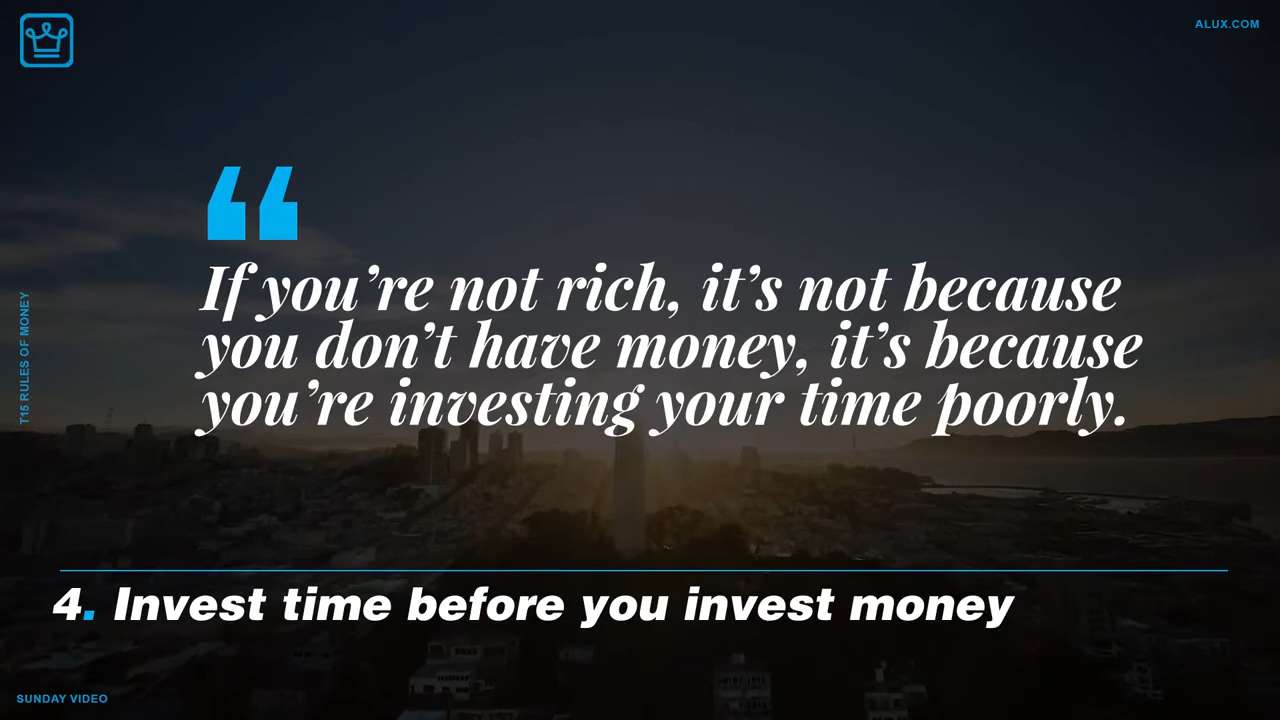 ALUX.COM
“
If you’re not rich, it’s not because
you don’t have money, it’s because
you’re investing your time poorly.
T15 RULES OF MONEY
4. Invest time before you invest money
SUNDAY VIDEO